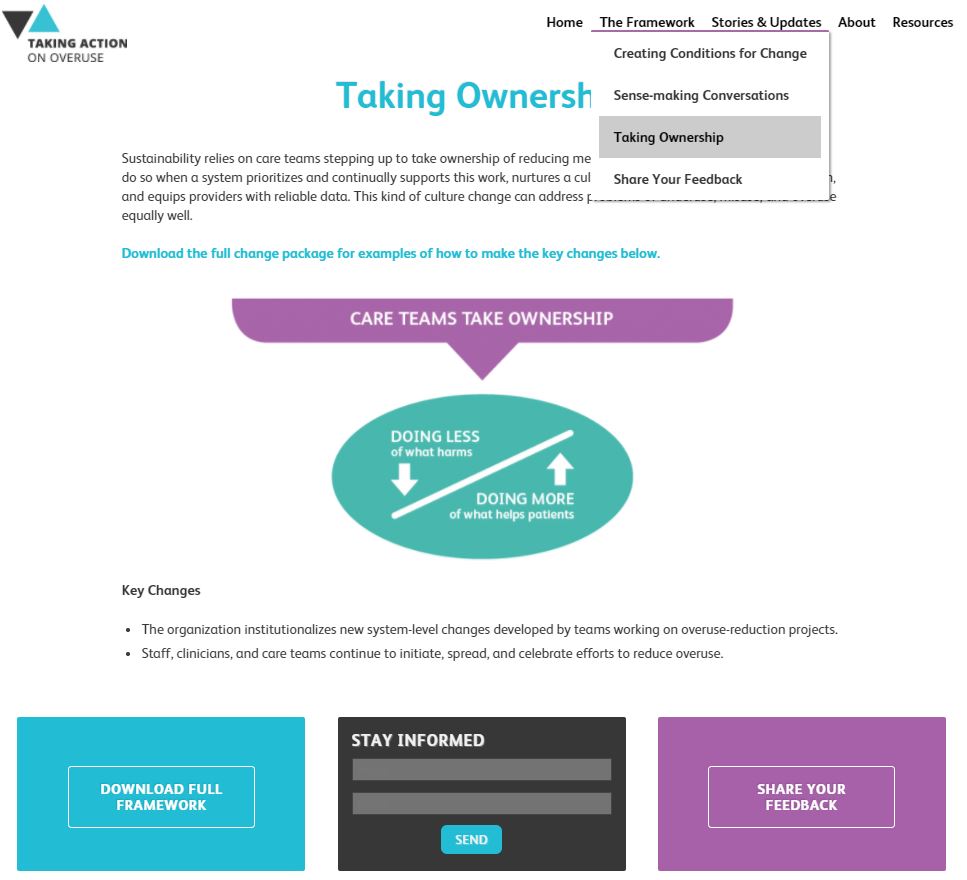 TAKING ACTION
ON OVERUSE
Home The Framework Stories & Updates About Resources
Creating Conditions for Change
Sense-making Conversations
Taking Ownership
Share Your Feedback
Taking Ownersh
Sustainability relies on care teams stepping up to take ownership of reducing me
do so when a system prioritizes and continually supports this work, nurtures a cul
and equips providers with reliable data. This kind of culture change can address problems of underuse, misuse, and overuse
equally well.
Download the full change package for examples of how to make the key changes below.
CARE TEAMS TAKE OWNERSHIP
DOING LESS
of what harms
DOING MORE
of what helps patients
Key Changes
• The organization institutionalizes new system-level changes developed by teams working on overuse-reduction projects.
• Staff, clinicians, and care teams continue to initiate, spread, and celebrate efforts to reduce overuse.
DOWNLOAD FULL
FRAMEWORK
STAY INFORMED
SEND
SHARE YOUR
FEEDBACK